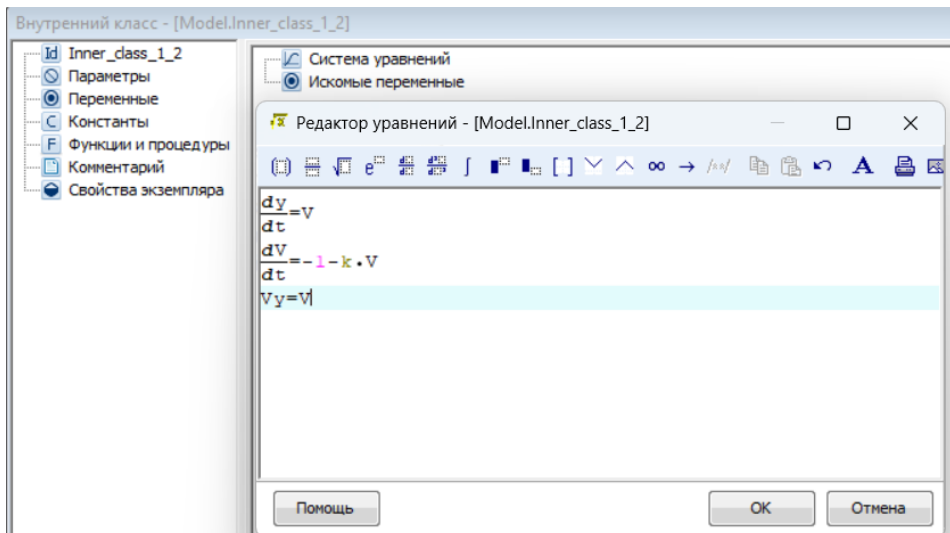 Внутренний класс - [Model.Inner_class_1_2]
Id Inner_class_1_2
Параметры
Переменные
C Константы
F Функции и процедуры
Комментарий
Свойства экземпляра
Система уравнений
Искомые переменные
Редактор уравнений - [Model.Inner_class_1_2]
dy/dt=V
dV/dt=-1-k·V
Vy=V
Помощь
OK
Отмена